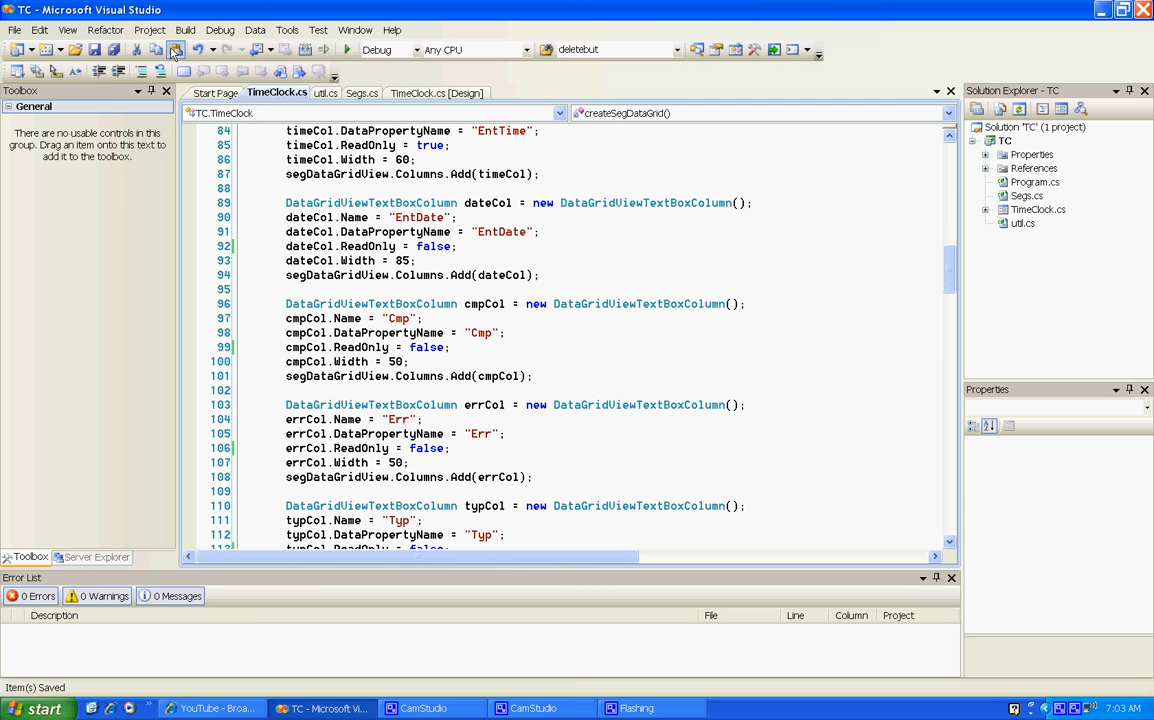 TC - Microsoft Visual Studio
File Edit View Refactor Project Build Debug Data Tools Test Window Help
Debug Any CPU deletebut
Toolbox
General
There are no usable controls in this
group. Drag an item onto this text to
add it to the toolbox.
Toolbox Server Explorer
Start Page TimeClock.cs util.cs Segs.cs TimeClock.cs [Design]
TC.TimeClock createSegDataGrid()
84 timeCol.DataPropertyName = "EntTime";
85 timeCol.ReadOnly = true;
86 timeCol.Width = 60;
87 segDataGridView.Columns.Add(timeCol);
88
89 DataGridViewTextBoxColumn dateCol = new DataGridViewTextBoxColumn();
90 dateCol.Name = "EntDate";
91 dateCol.DataPropertyName = "EntDate";
92 dateCol.ReadOnly = false;
93 dateCol.Width = 85;
94 segDataGridView.Columns.Add(dateCol);
95
96 DataGridViewTextBoxColumn cmpCol = new DataGridViewTextBoxColumn();
97 cmpCol.Name = "Cmp";
98 cmpCol.DataPropertyName = "Cmp";
99 cmpCol.ReadOnly = false;
100 cmpCol.Width = 50;
101 segDataGridView.Columns.Add(cmpCol);
102
103 DataGridViewTextBoxColumn errCol = new DataGridViewTextBoxColumn();
104 errCol.Name = "Err";
105 errCol.DataPropertyName = "Err";
106 errCol.ReadOnly = false;
107 errCol.Width = 50;
108 segDataGridView.Columns.Add(errCol);
109
110 DataGridViewTextBoxColumn typCol = new DataGridViewTextBoxColumn();
111 typCol.Name = "Typ";
112 typCol.DataPropertyName = "Typ";
113 typCol.ReadOnly = false;
Solution Explorer - TC
Solution 'TC' (1 project)
TC
Properties
References
Program.cs
Segs.cs
TimeClock.cs
util.cs
Properties
Error List
0 Errors 0 Warnings 0 Messages
Description File Line Column Project
Item(s) Saved
start YouTube - Broa... TC - Microsoft Vi... CamStudio CamStudio Flashing 7:03 AM